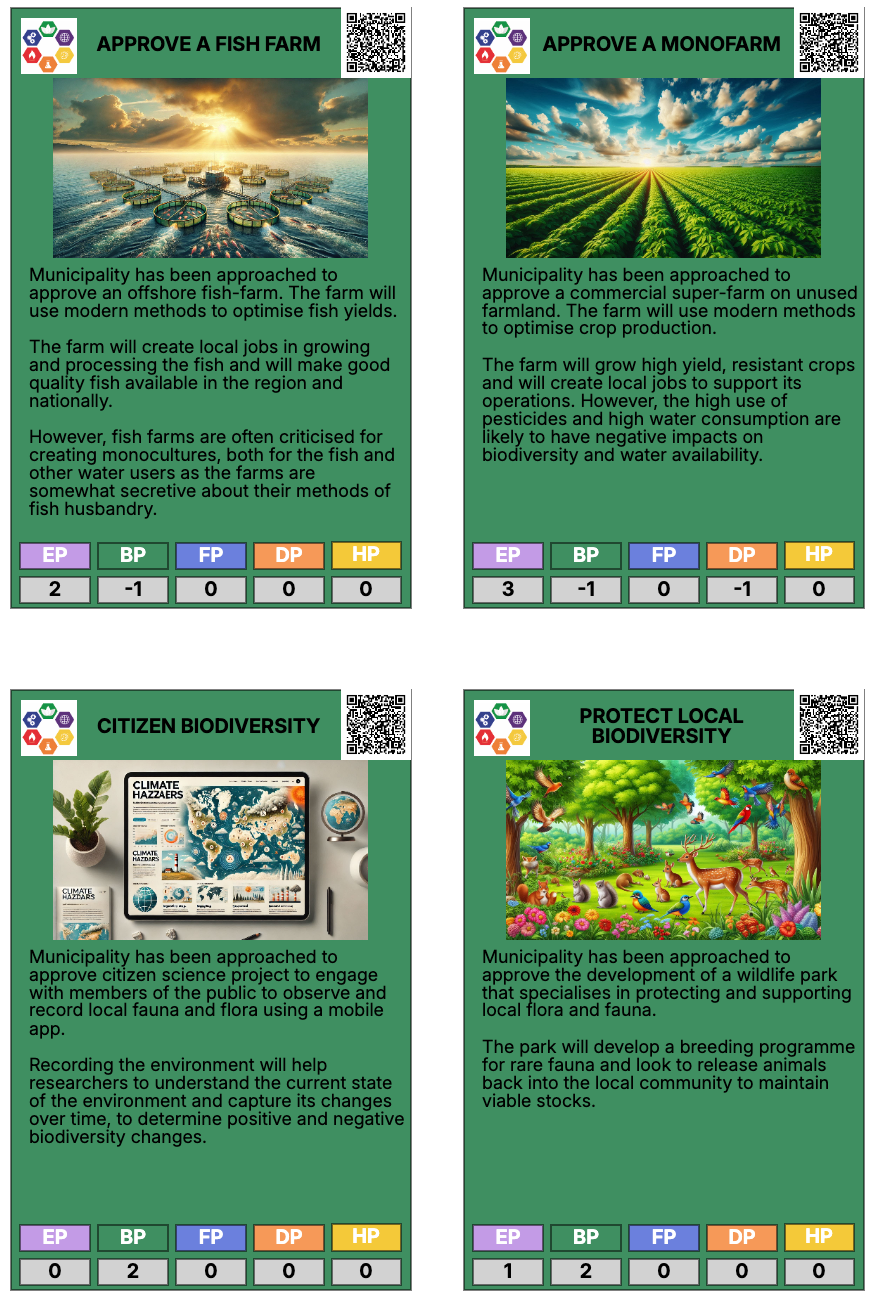 APPROVE A FISH FARM
Municipality has been approached to
approve an offshore fish-farm. The farm will
use modern methods to optimise fish yields.
The farm will create local jobs in growing
and processing the fish and will make good
quality fish available in the region and
nationally.
However, fish farms are often criticised for
creating monocultures, both for the fish and
other water users as the farms are
somewhat secretive about their methods of
fish husbandry.
EP BP FP DP HP
2 -1 0 0 0
APPROVE A MONOFARM
Municipality has been approached to
approve a commercial super-farm on unused
farmland. The farm will use modern methods
to optimise crop production.
The farm will grow high yield, resistant crops
and will create local jobs to support its
operations. However, the high use of
pesticides and high water consumption are
likely to have negative impacts on
biodiversity and water availability.
EP BP FP DP HP
3 -1 0 -1 0
CITIZEN BIODIVERSITY
CLIMATE
HAZZAERS
CLIMATE
HAZDARS
CLIMATE
HAZDARS
Municipality has been approached to
approve citizen science project to engage
with members of the public to observe and
record local fauna and flora using a mobile
app.
Recording the environment will help
researchers to understand the current state
of the environment and capture its changes
over time, to determine positive and negative
biodiversity changes.
EP BP FP DP HP
0 2 0 0 0
PROTECT LOCAL
BIODIVERSITY
Municipality has been approached to
approve the development of a wildlife park
that specialises in protecting and supporting
local flora and fauna.
The park will develop a breeding programme
for rare fauna and look to release animals
back into the local community to maintain
viable stocks.
EP BP FP DP HP
1 2 0 0 0